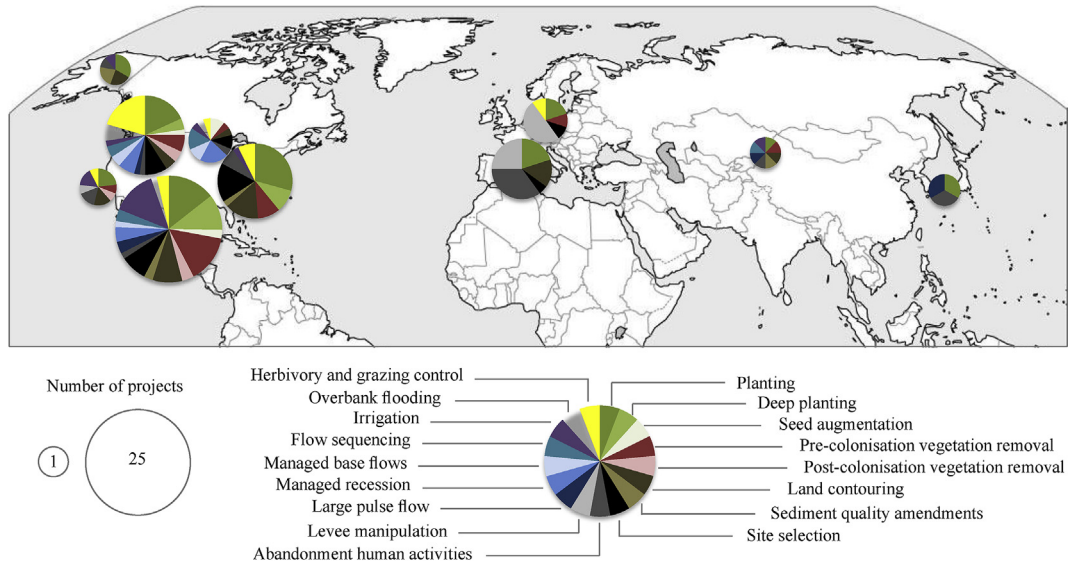 Number of projects
1
25
Herbivory and grazing control
Overbank flooding
Irrigation
Flow sequencing
Managed base flows
Managed recession
Large pulse flow
Levee manipulation
Abandonment human activities
Planting
Deep planting
Seed augmentation
Pre-colonisation vegetation removal
Post-colonisation vegetation removal
Land contouring
Sediment quality amendments
Site selection